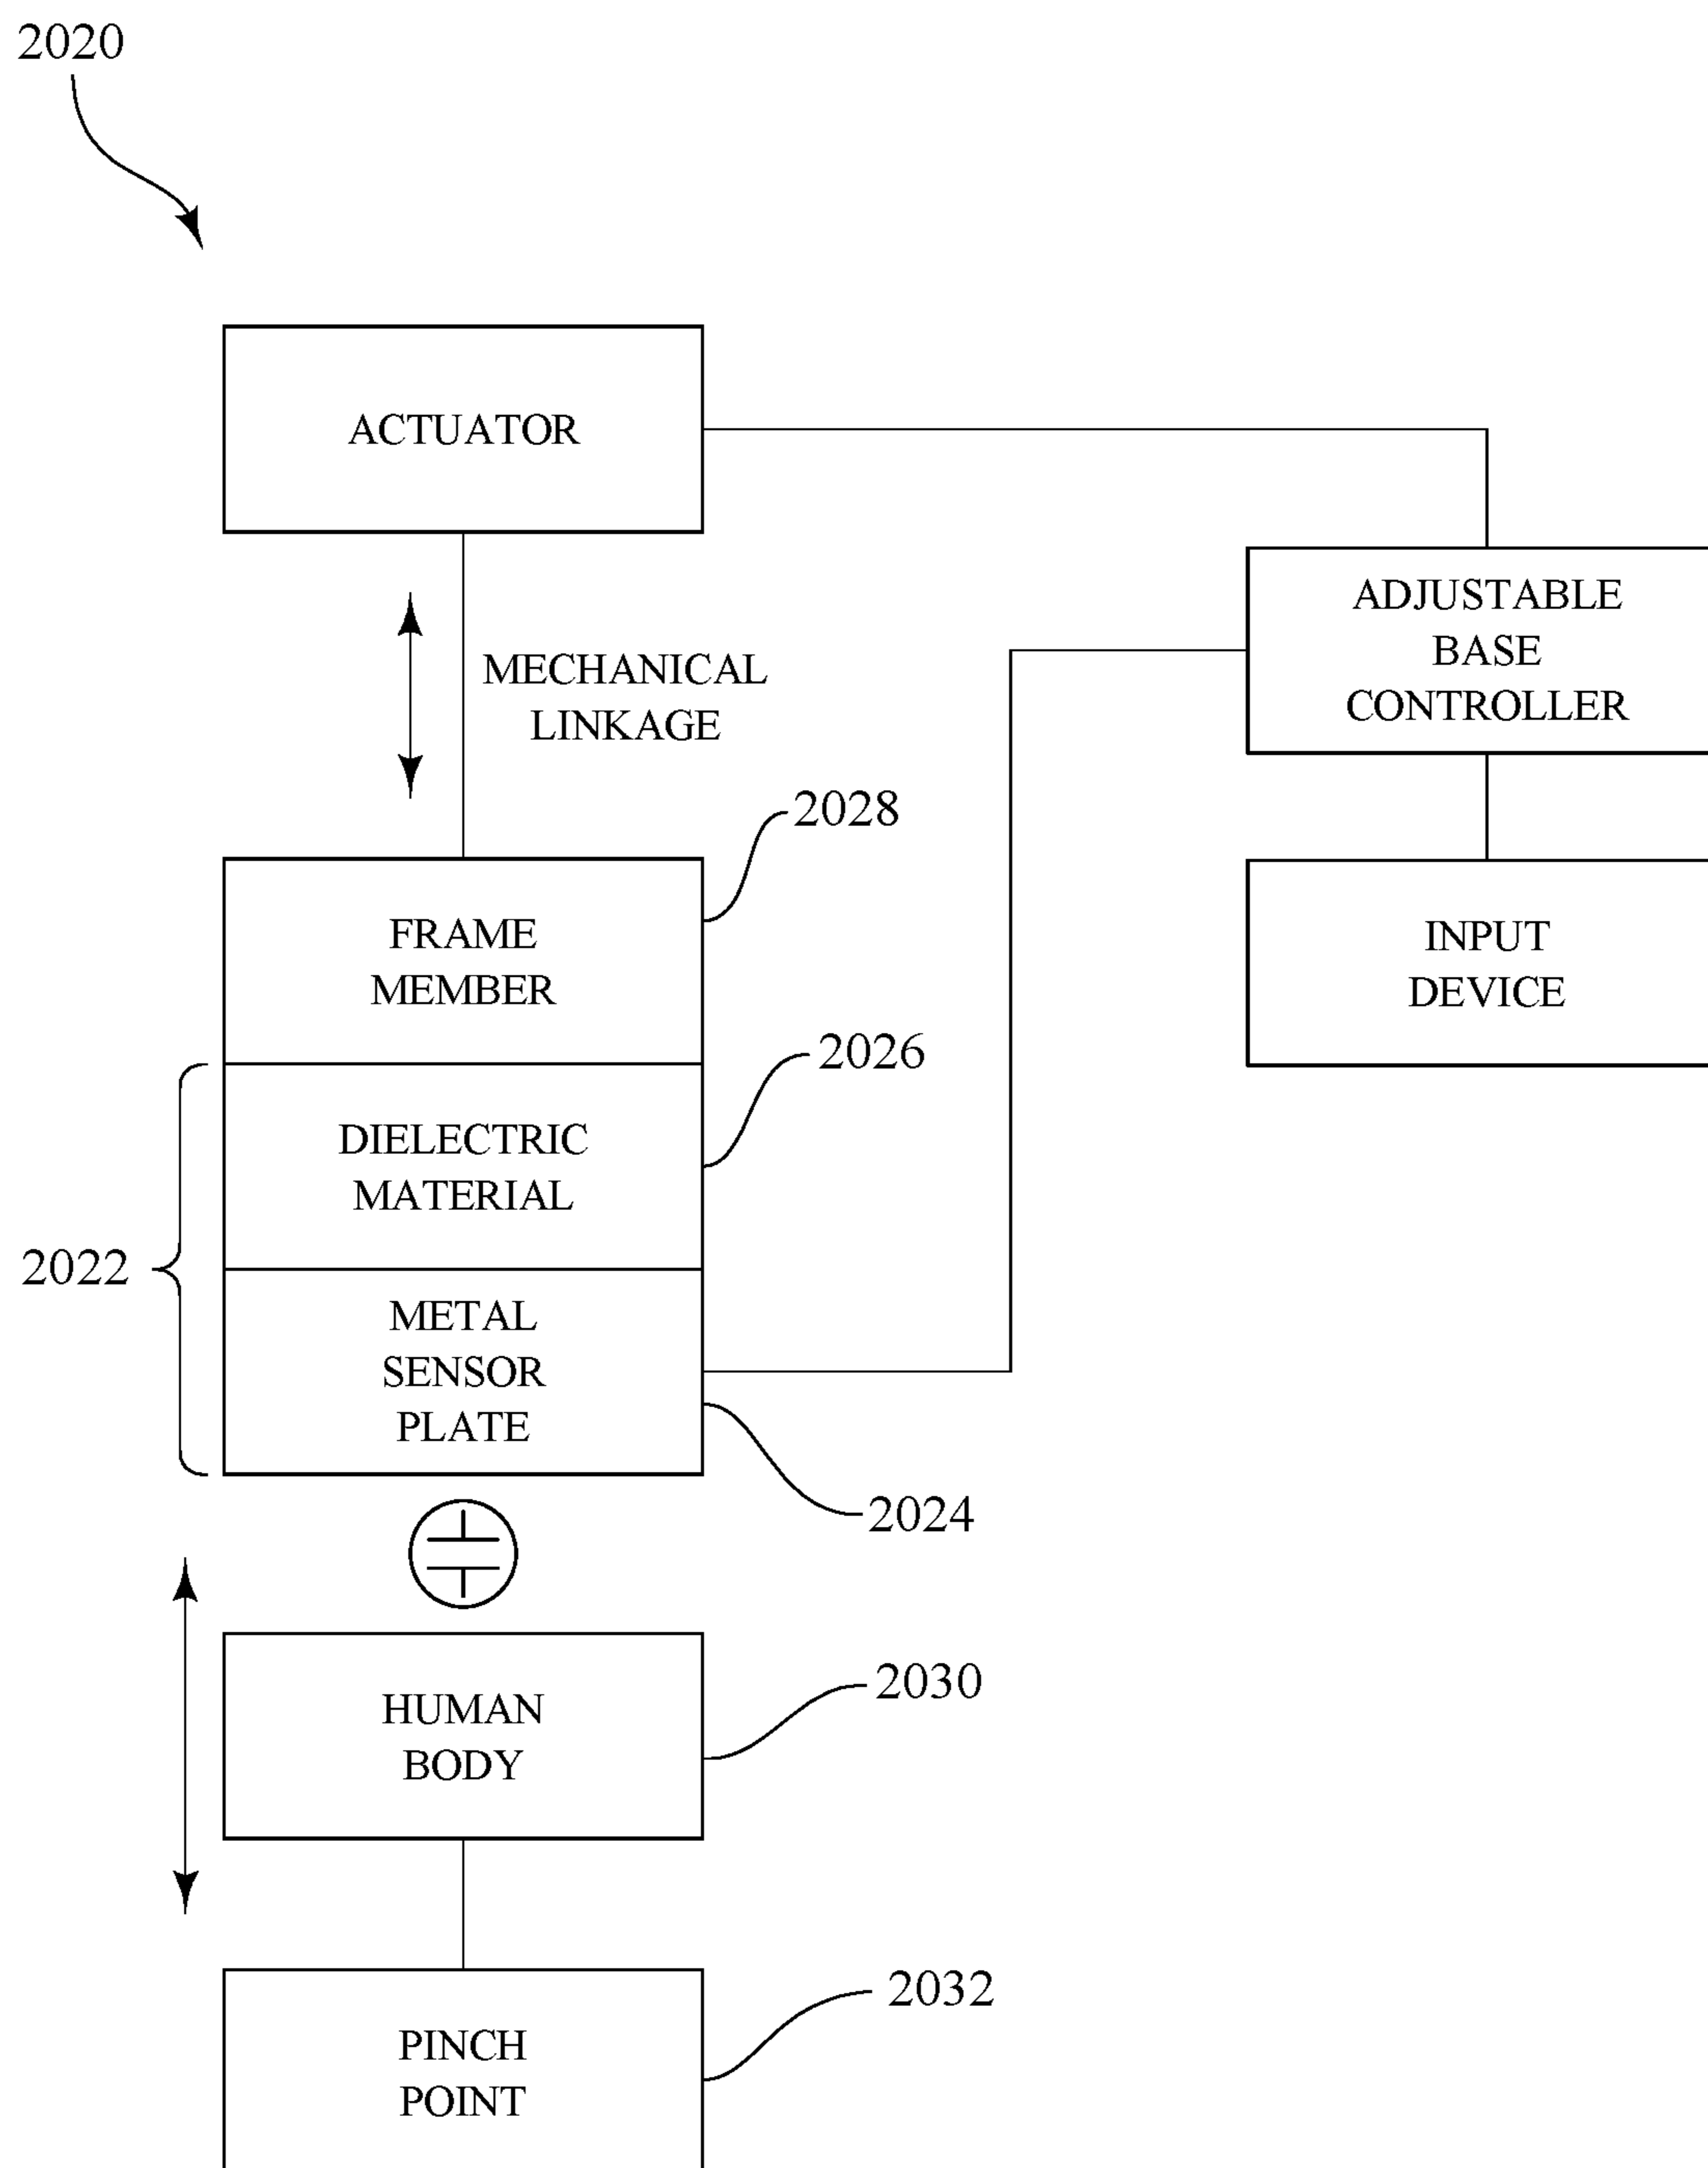 2020
ACTUATOR
ADJUSTABLE
BASE
CONTROLLER
MECHANICAL
LINKAGE
2028
FRAME
MEMBER
INPUT
DEVICE
2026
DIELECTRIC
MATERIAL
2022
METAL
SENSOR
PLATE
2024
HUMAN
BODY
2030
PINCH
POINT
2032